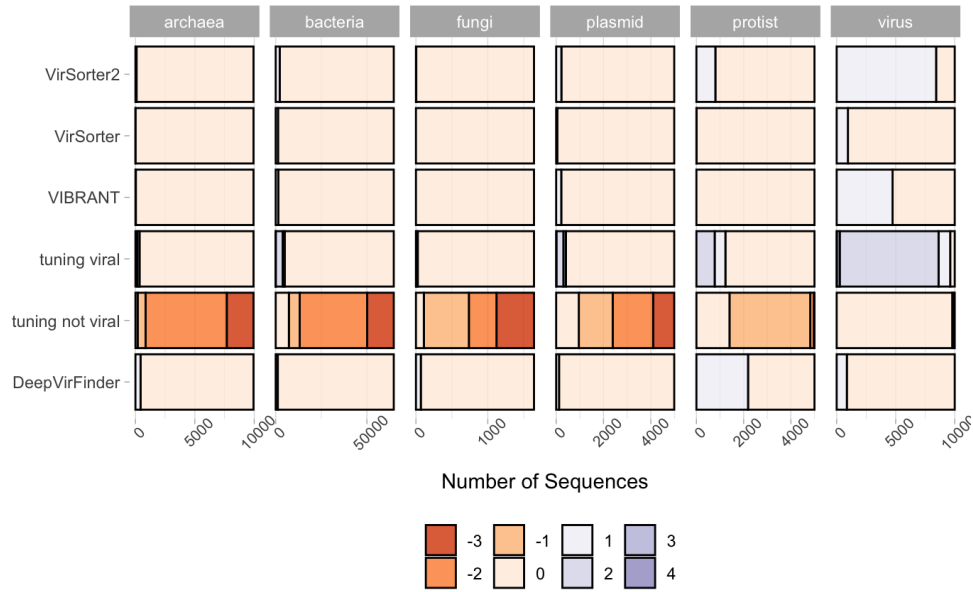 archaea bacteria fungi plasmid protist virus
VirSorter2
VirSorter
VIBRANT
tuning viral
tuning not viral
DeepVirFinder
0 5000 10000 0 50000 0 1000 0 2000 4000 0 2000 4000 0 5000 10000
Number of Sequences
-3 -1 1 3
-2 0 2 4